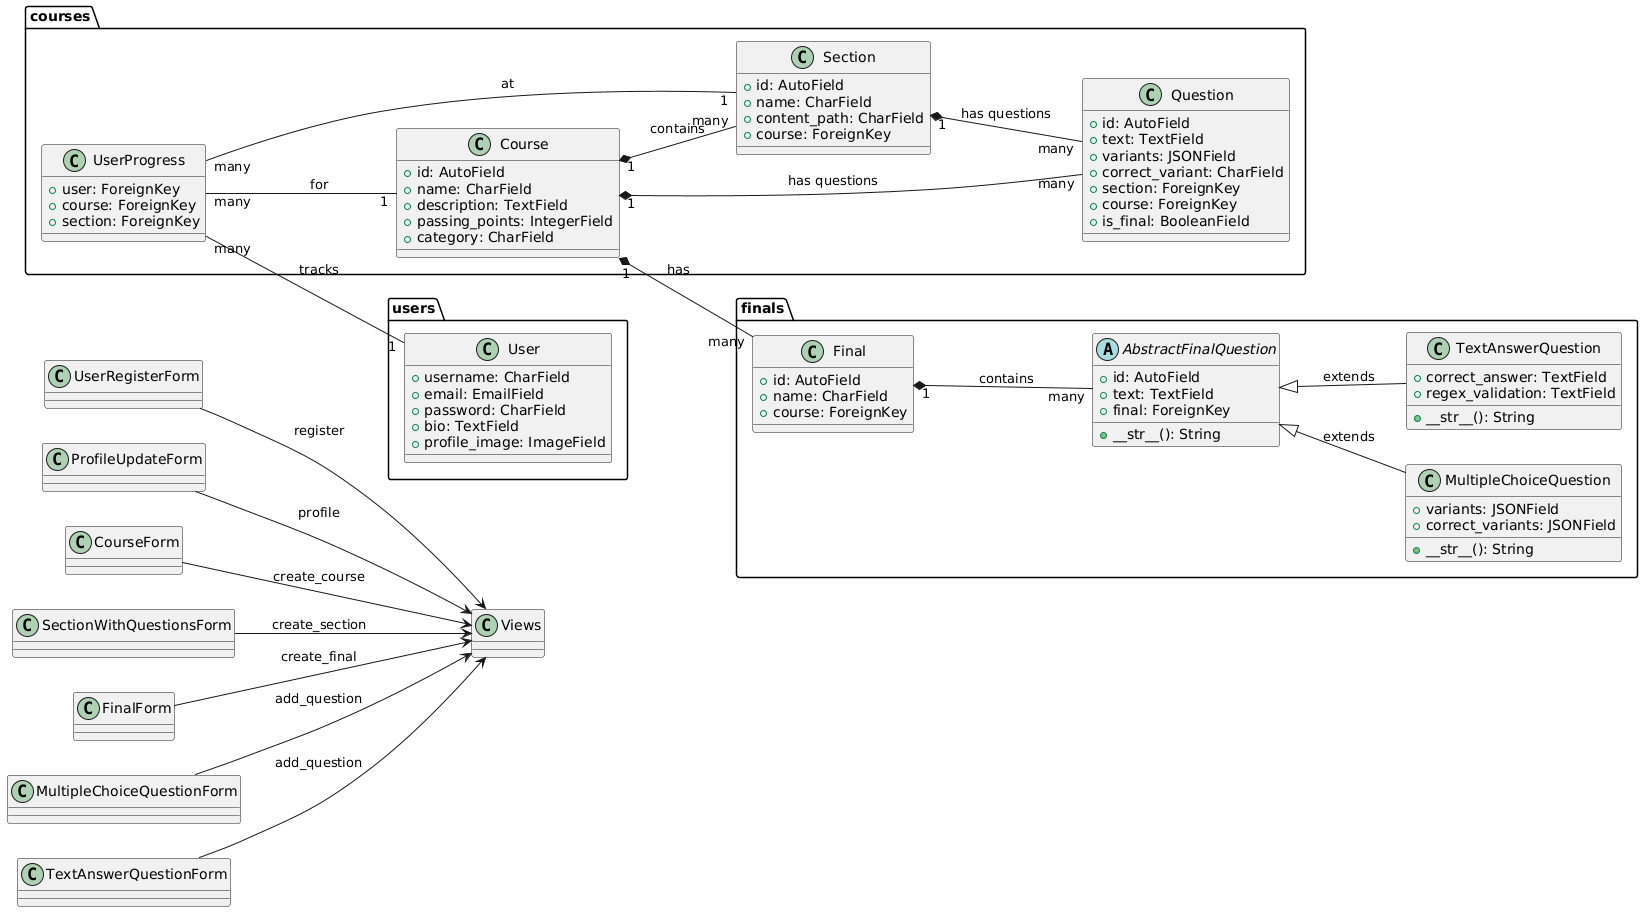 courses
C Section
id: AutoField
name: CharField
content_path: CharField
course: ForeignKey
C Question
id: AutoField
text: TextField
variants: JSONField
correct_variant: CharField
section: ForeignKey
course: ForeignKey
is_final: BooleanField
C UserProgress
user: ForeignKey
course: ForeignKey
section: ForeignKey
C Course
id: AutoField
name: CharField
description: TextField
passing_points: IntegerField
category: CharField
at
1
many
many
contains
1
1
has questions
many
for
many
1
has questions
1
many
many
tracks
1
1
has
many
users
C User
username: CharField
email: EmailField
password: CharField
bio: TextField
profile_image: ImageField
finals
C Final
id: AutoField
name: CharField
course: ForeignKey
1
contains
many
A AbstractFinalQuestion
id: AutoField
text: TextField
final: ForeignKey
__str__(): String
extends
extends
C TextAnswerQuestion
correct_answer: TextField
regex_validation: TextField
__str__(): String
C MultipleChoiceQuestion
variants: JSONField
correct_variants: JSONField
__str__(): String
C UserRegisterForm
register
C ProfileUpdateForm
profile
C CourseForm
create_course
C SectionWithQuestionsForm
create_section
C Views
create_final
C FinalForm
add_question
C MultipleChoiceQuestionForm
add_question
C TextAnswerQuestionForm